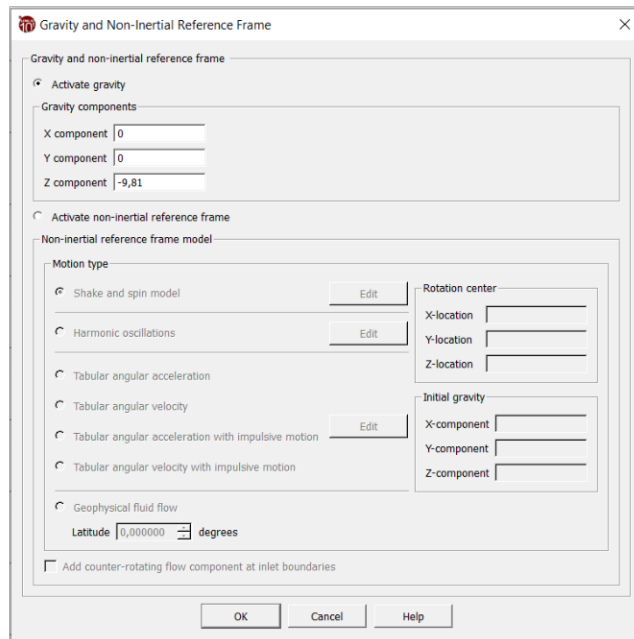 Gravity and Non-Inertial Reference Frame
Gravity and non-inertial reference frame
Activate gravity
Gravity components
X component 0
Y component 0
Z component -9,81
Activate non-inertial reference frame
Non-inertial reference frame model
Motion type
Shake and spin model Edit
Harmonic oscillations Edit
Tabular angular acceleration
Tabular angular velocity
Tabular angular acceleration with impulsive motion Edit
Tabular angular velocity with impulsive motion
Geophysical fluid flow
Latitude 0,000000 degrees
Rotation center
X-location
Y-location
Z-location
Initial gravity
X-component
Y-component
Z-component
Add counter-rotating flow component at inlet boundaries
OK Cancel Help